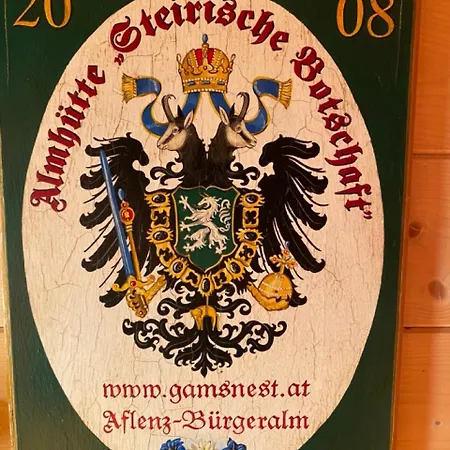 20 08
Almhütte „Steirische Botschaft"
www.gamsnest.at
Aflenz-Bürgeralm